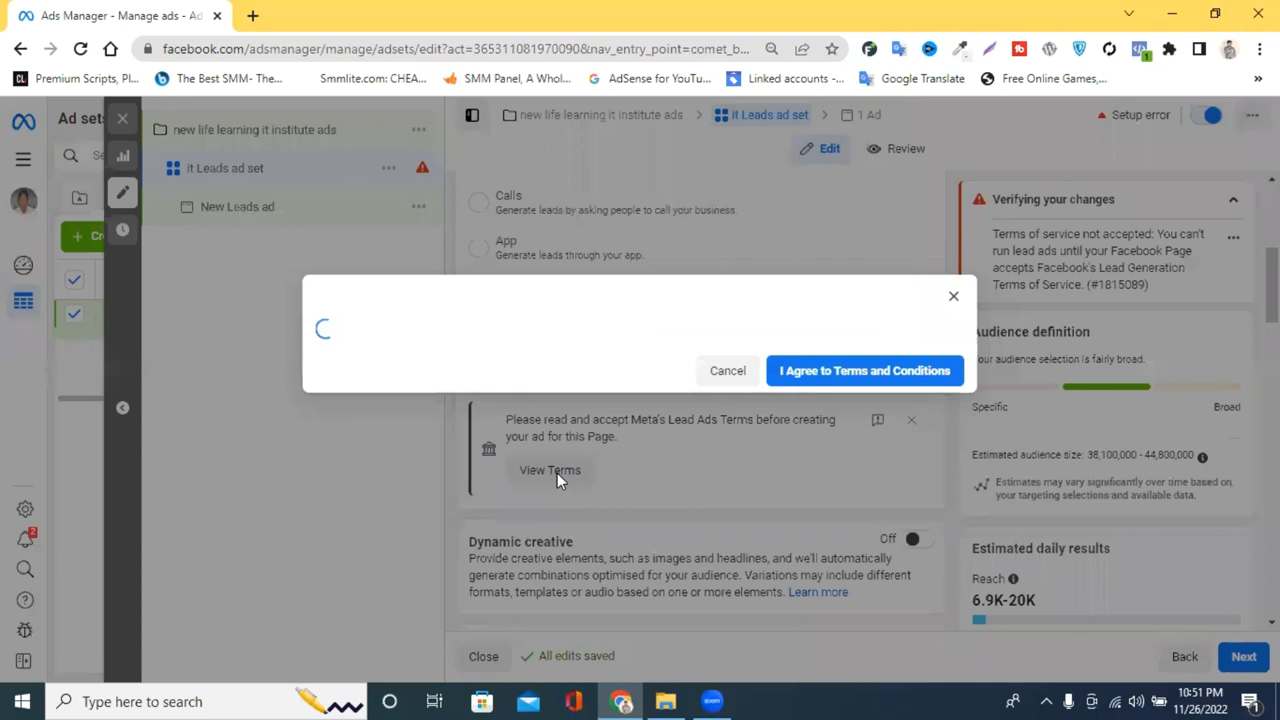 Ads Manager - Manage ads - Ad
facebook.com/adsmanager/manage/adsets/edit?act=365311081970090&nav_entry_point=comet_b...
1
CL Premium Scripts, Pl...
The Best SMM- The...
Smmlite.com: CHEA...
SMM Panel, A Whol...
AdSense for YouTu...
Linked accounts -...
Google Translate
Free Online Games,...
»
Ad sets
new life learning it institute ads
it Leads ad set
New Leads ad
new life learning it institute ads
it Leads ad set
1 Ad
Setup error
Edit
Review
Calls
Generate leads by asking people to call your business.
App
Generate leads through your app.
Verifying your changes
Terms of service not accepted: You can't
run lead ads until your Facebook Page
accepts Facebook's Lead Generation
Terms of Service. (#1815089)
Cancel
I Agree to Terms and Conditions
Audience definition
Your audience selection is fairly broad.
Specific
Broad
Estimated audience size: 38,100,000 - 44,800,000
Estimates may vary significantly over time based on
your targeting selections and available data.
Please read and accept Meta's Lead Ads Terms before creating
your ad for this Page.
View Terms
Dynamic creative
Off
Provide creative elements, such as images and headlines, and we'll automatically
generate combinations optimised for your audience. Variations may include different
formats, templates or audio based on one or more elements. Learn more
Estimated daily results
Reach
6.9K-20K
2
Close
All edits saved
Back
Next
Type here to search
zoom
10:51 PM
11/26/2022
1